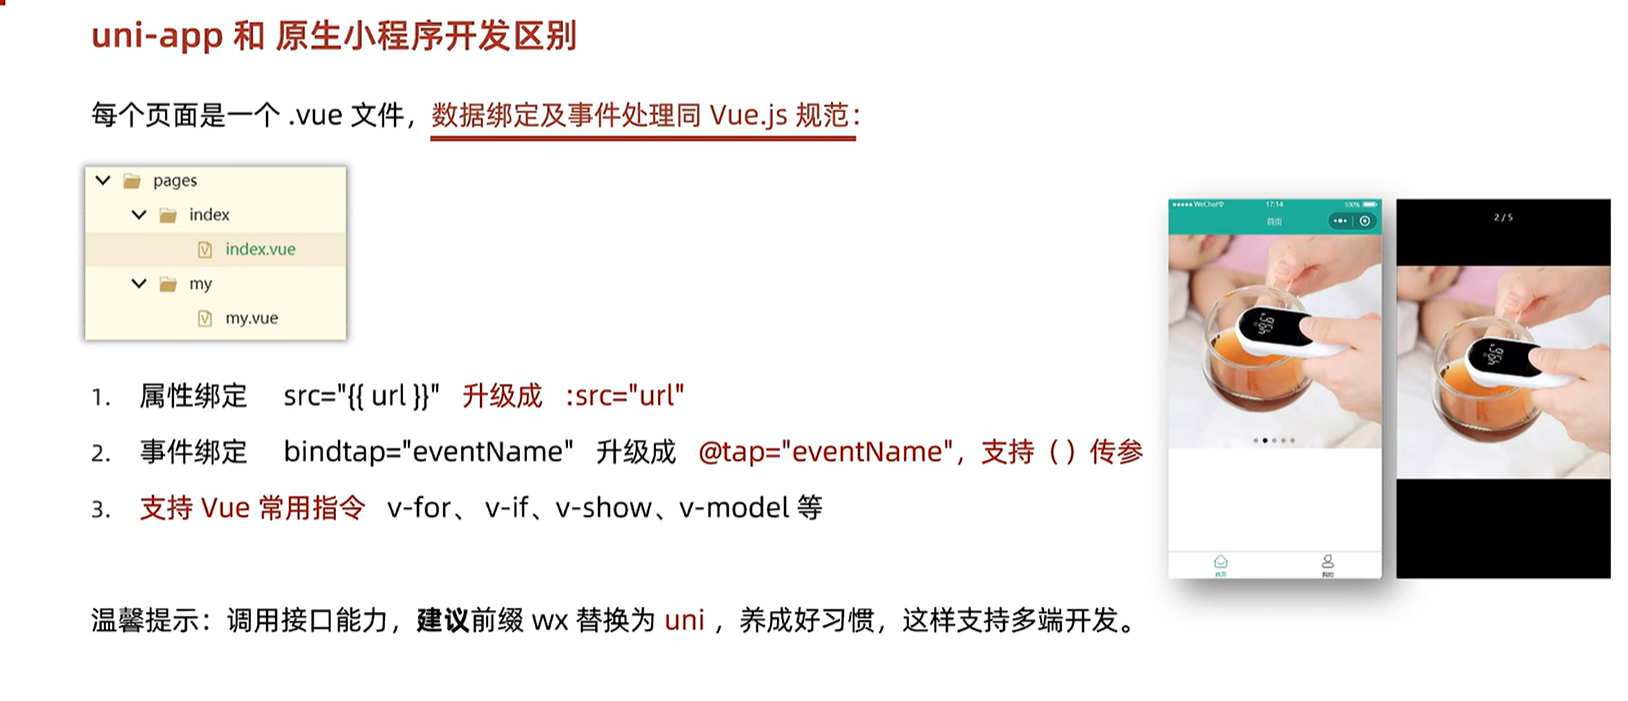 uni-app 和 原生小程序开发区别
每个页面是一个 .vue 文件，数据绑定及事件处理同 Vue.js 规范：
pages
index
index.vue
my
my.vue
1. 属性绑定 src="{{ url }}" 升级成 :src="url"
2. 事件绑定 bindtap="eventName" 升级成 @tap="eventName"，支持（）传参
3. 支持 Vue 常用指令 v-for、 v-if、v-show、v-model 等
温馨提示：调用接口能力，建议前缀 wx 替换为 uni ，养成好习惯，这样支持多端开发。
WeChat 17:14 100%
首页
首页 我的
2 / 5